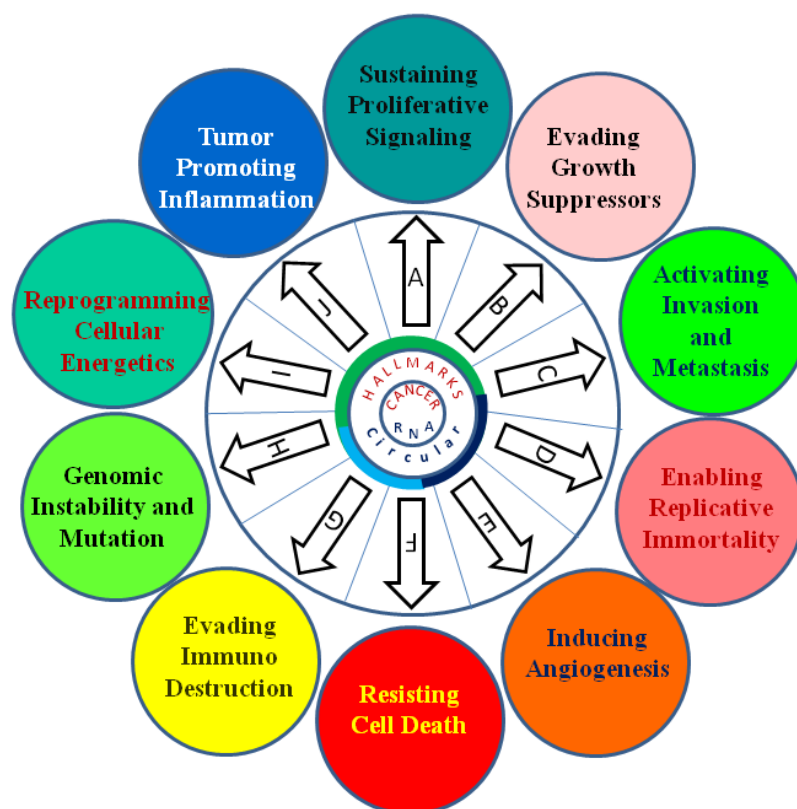 Sustaining
Proliferative
Signaling
Evading
Growth
Suppressors
Activating
Invasion
and
Metastasis
Enabling
Replicative
Immortality
Inducing
Angiogenesis
Resisting
Cell Death
Evading
Immuno
Destruction
Genomic
Instability and
Mutation
Reprogramming
Cellular
Energetics
Tumor
Promoting
Inflammation
A
B
C
D
E
F
G
H
I
J
HALLMARKS
CANCER
RNA
Circular